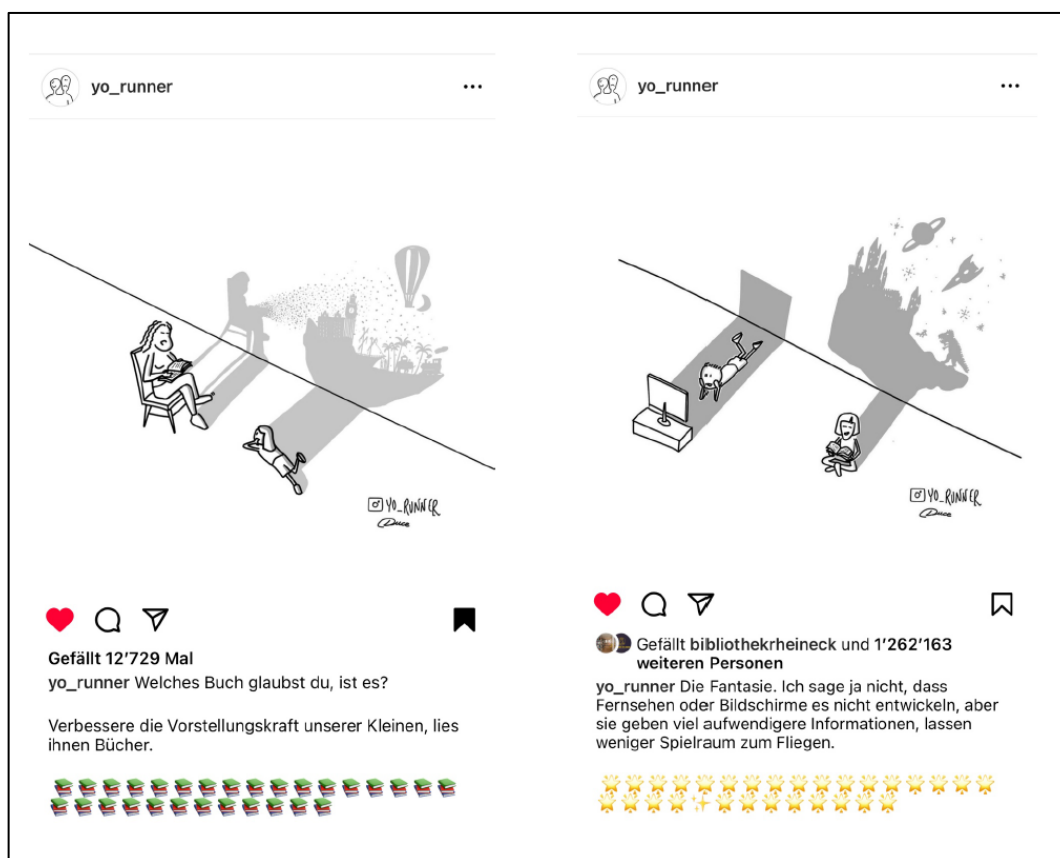 yo_runner
YO_RUNNER
Duce
Gefällt 12’729 Mal
yo_runner Welches Buch glaubst du, ist es?
Verbessere die Vorstellungskraft unserer Kleinen, lies
ihnen Bücher.
yo_runner
YO_RUNNER
Duce
Gefällt bibliothekrheineck und 1’262’163
weiteren Personen
yo_runner Die Fantasie. Ich sage ja nicht, dass
Fernsehen oder Bildschirme es nicht entwickeln, aber
sie geben viel aufwendigere Informationen, lassen
weniger Spielraum zum Fliegen.